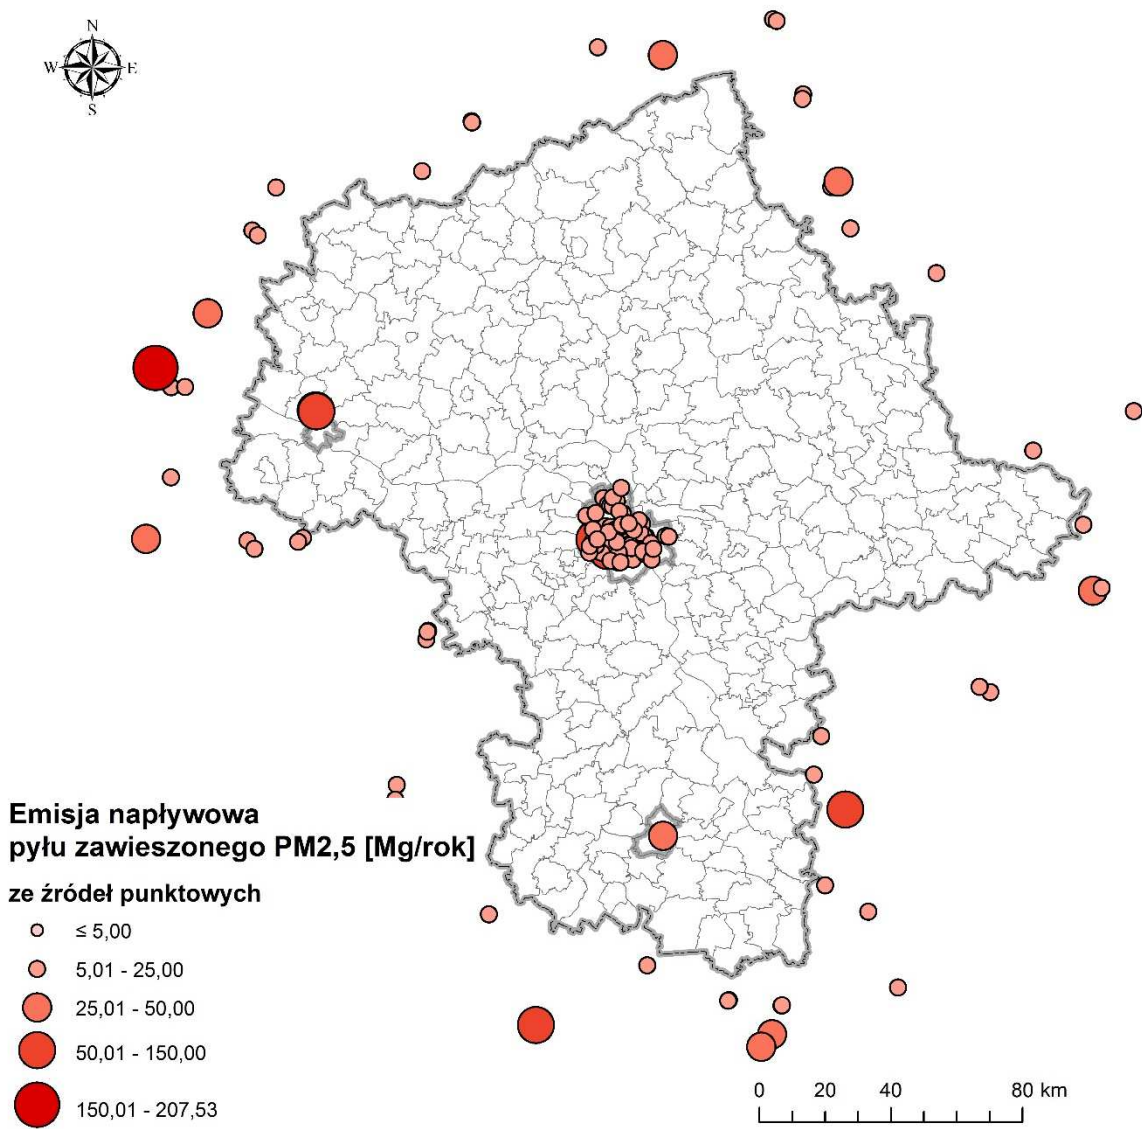 N
W E
S
Emisja napływowa
pyłu zawieszonego PM2,5 [Mg/rok]
ze źródeł punktowych
≤ 5,00
5,01 - 25,00
25,01 - 50,00
50,01 - 150,00
150,01 - 207,53
0 20 40 80 km